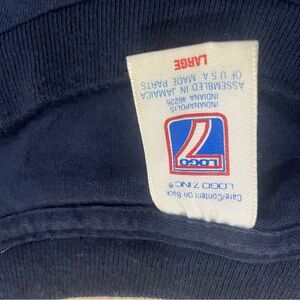 LOGO
7
LOGO 7 INC®
Care/Content On Back
INDIANAPOLIS
INDIANA 46226
ASSEMBLED IN JAMAICA
OF U.S.A. MADE PARTS
LARGE